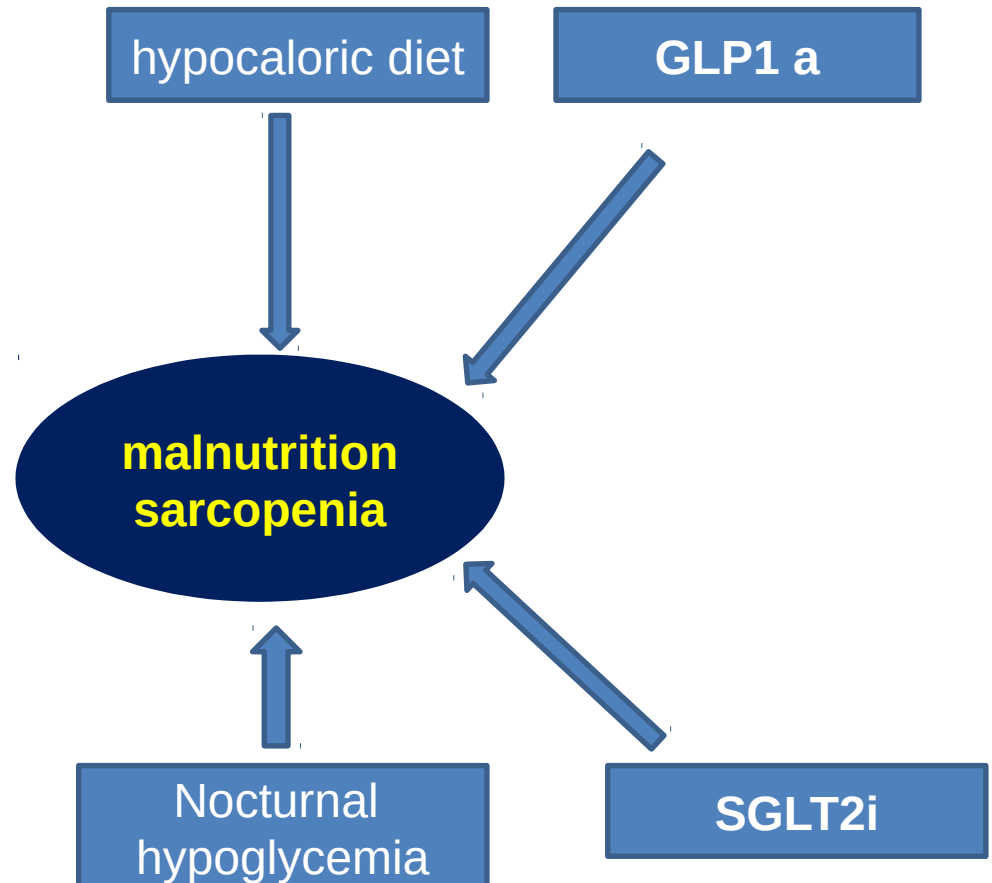 hypocaloric diet
GLP1 a
malnutrition
sarcopenia
Nocturnal
hypoglycemia
SGLT2i